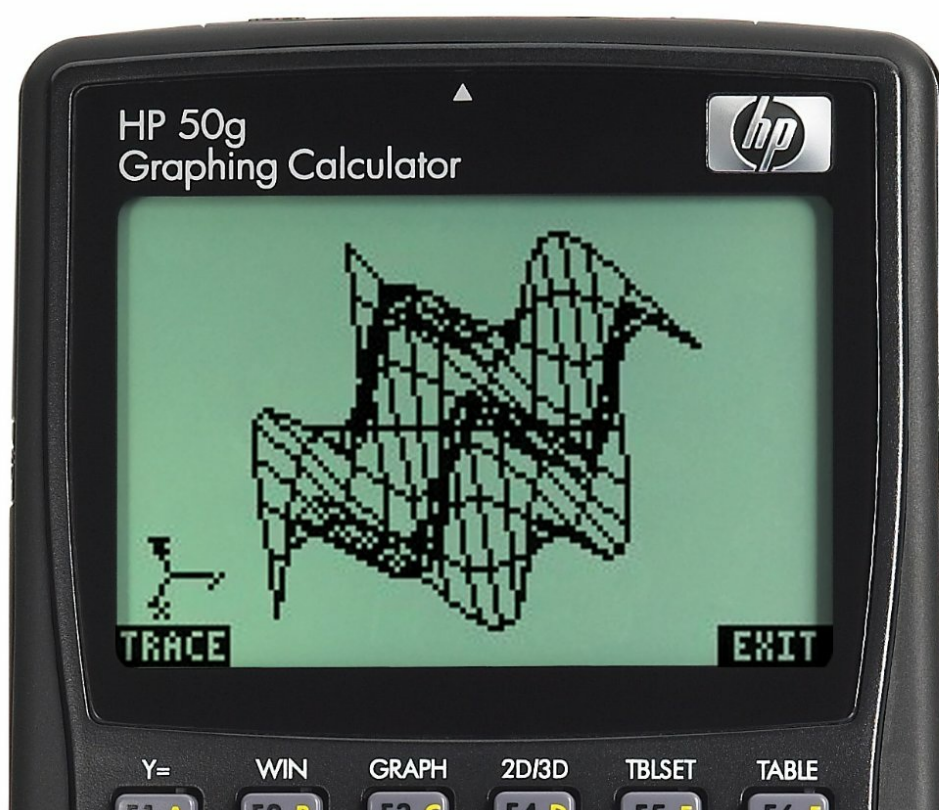 HP 50g
Graphing Calculator
hp
TRACE EXIT
Y= WIN GRAPH 2D/3D TBLSET TABLE